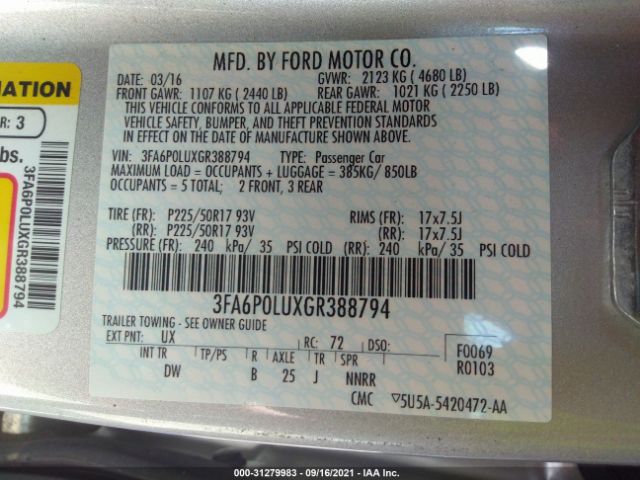 MATION
R: 3
bs.
3FA6P0LUXGR388794
MFD. BY FORD MOTOR CO.
DATE: 03/16 GVWR: 2123 KG ( 4680 LB)
FRONT GAWR: 1107 KG ( 2440 LB) REAR GAWR: 1021 KG ( 2250 LB)
THIS VEHICLE CONFORMS TO ALL APPLICABLE FEDERAL MOTOR
VEHICLE SAFETY, BUMPER, AND THEFT PREVENTION STANDARDS
IN EFFECT ON THE DATE OF MANUFACTURE SHOWN ABOVE.
VIN: 3FA6P0LUXGR388794 TYPE: Passenger Car
MAXIMUM LOAD = OCCUPANTS + LUGGAGE = 385KG/ 850LB
OCCUPANTS = 5 TOTAL; 2 FRONT, 3 REAR
TIRE (FR): P225/50R17 93V RIMS (FR): 17x7.5J
(RR): P225/50R17 93V (RR): 17x7.5J
PRESSURE (FR): 240 kPa/ 35 PSI COLD (RR): 240 kPa/ 35 PSI COLD
3FA6P0LUXGR388794
TRAILER TOWING - SEE OWNER GUIDE
EXT PNT: UX RC: 72 DSO: F0069
INT TR TP/PS R AXLE TR SPR R0103
DW B 25 J NNRR
CMC ▽5U5A-5420472-AA
000-31279983 - 09/16/2021 - IAA Inc.